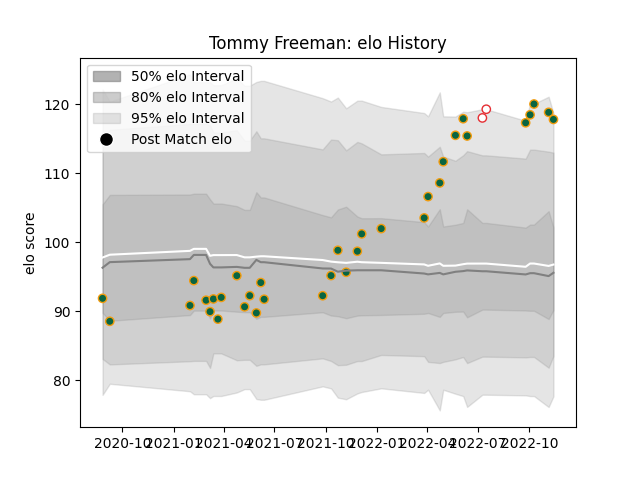 Tommy Freeman: elo History
50% elo Interval
80% elo Interval
95% elo Interval
Post Match elo
elo score
120
110
100
90
80
2020-10 2021-01 2021-04 2021-07 2021-10 2022-01 2022-04 2022-07 2022-10